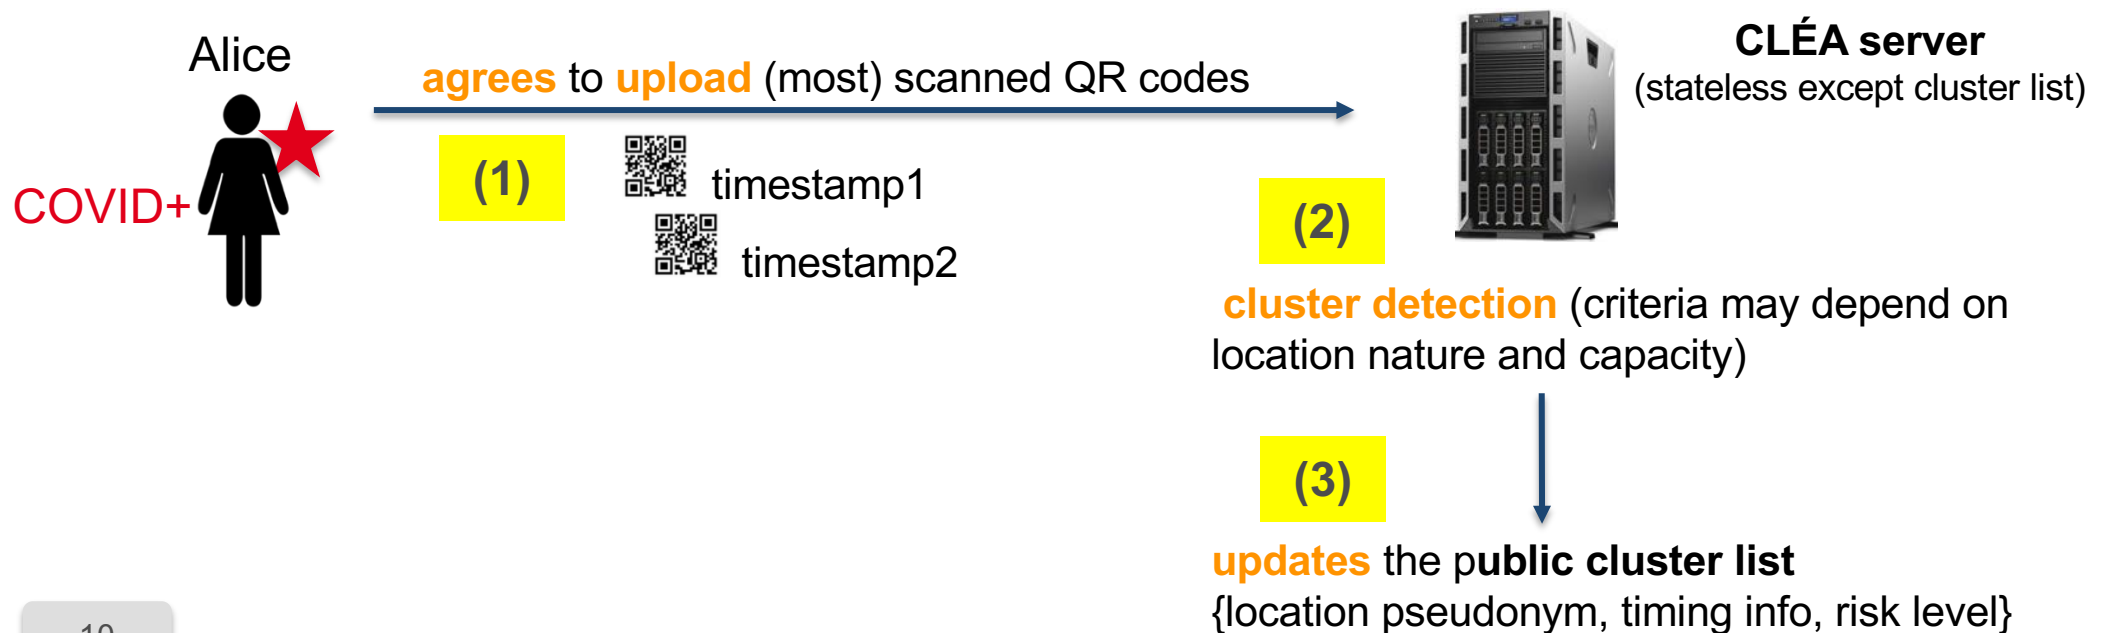 Alice
COVID+
agrees to upload (most) scanned QR codes
(1)
timestamp1
timestamp2
CLÉA server
(stateless except cluster list)
(2)
cluster detection (criteria may depend on
location nature and capacity)
(3)
updates the public cluster list
{location pseudonym, timing info, risk level}
10